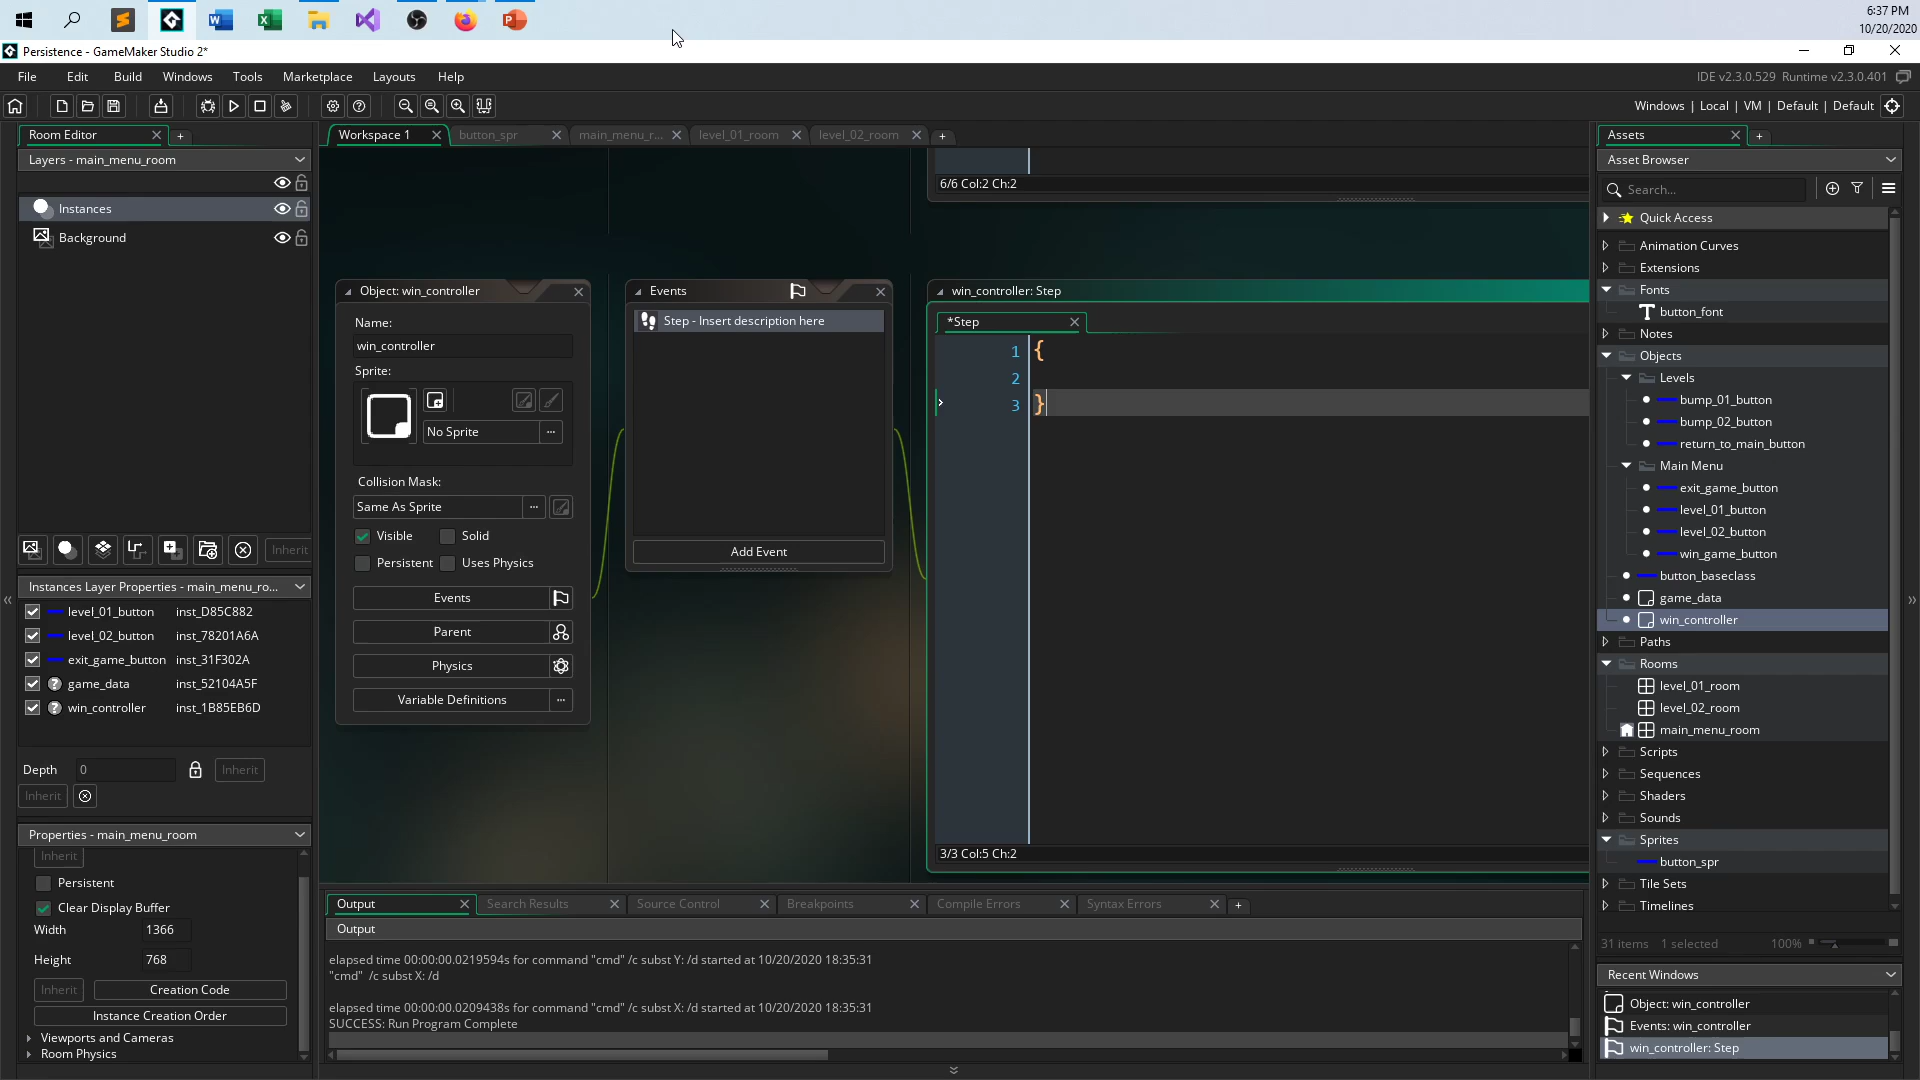 6:37 PM
10/20/2020
Persistence - GameMaker Studio 2*
File Edit Build Windows Tools Marketplace Layouts Help
IDE v2.3.0.529 Runtime v2.3.0.401
Windows | Local | VM | Default | Default
Room Editor
Layers - main_menu_room
Instances
Background
Inherit
Instances Layer Properties - main_menu_ro...
level_01_button inst_D85C882
level_02_button inst_78201A6A
exit_game_button inst_31F302A
game_data inst_52104A5F
win_controller inst_1B85EB6D
Depth 0 Inherit
Inherit
Properties - main_menu_room
Inherit
Persistent
Clear Display Buffer
Width 1366
Height 768
Inherit Creation Code
Instance Creation Order
Viewports and Cameras
Room Physics
Workspace 1 button_spr main_menu_r... level_01_room level_02_room
6/6 Col:2 Ch:2
Object: win_controller
Name:
win_controller
Sprite:
No Sprite
Collision Mask:
Same As Sprite
Visible Solid
Persistent Uses Physics
Events
Parent
Physics
Variable Definitions
Events
Step - Insert description here
Add Event
win_controller: Step
*Step
1 {
2
3 }
3/3 Col:5 Ch:2
Output Search Results Source Control Breakpoints Compile Errors Syntax Errors
Output
elapsed time 00:00:00.0219594s for command "cmd" /c subst Y: /d started at 10/20/2020 18:35:31
"cmd" /c subst X: /d
elapsed time 00:00:00.0209438s for command "cmd" /c subst X: /d started at 10/20/2020 18:35:31
SUCCESS: Run Program Complete
Assets
Asset Browser
Search...
Quick Access
Animation Curves
Extensions
Fonts
button_font
Notes
Objects
Levels
bump_01_button
bump_02_button
return_to_main_button
Main Menu
exit_game_button
level_01_button
level_02_button
win_game_button
button_baseclass
game_data
win_controller
Paths
Rooms
level_01_room
level_02_room
main_menu_room
Scripts
Sequences
Shaders
Sounds
Sprites
button_spr
Tile Sets
Timelines
31 items 1 selected 100%
Recent Windows
Object: win_controller
Events: win_controller
win_controller: Step